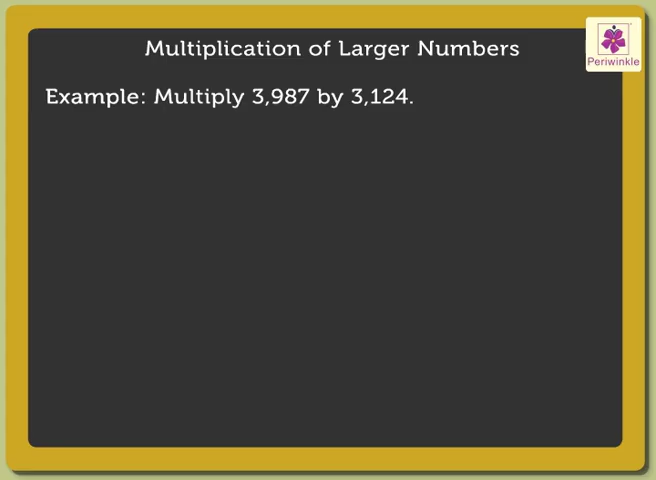 Multiplication of Larger Numbers
Periwinkle
Example: Multiply 3,987 by 3,124.